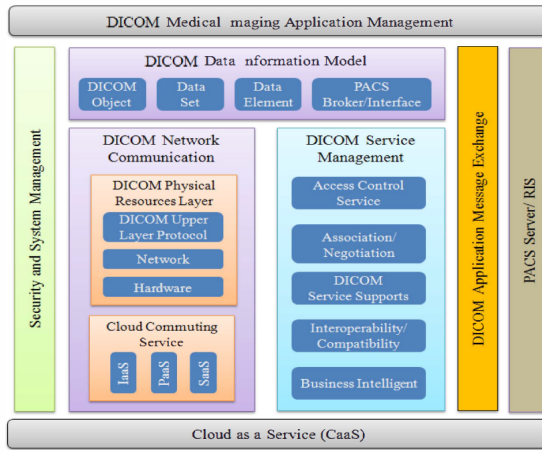 DICOM Medical maging Application Management
Security and System Management
DICOM Data nformation Model
DICOM
Object
Data
Set
Data
Element
PACS
Broker/Interface
DICOM Network
Communication
DICOM Physical
Resources Layer
DICOM Upper
Layer Protocol
Network
Hardware
Cloud Commuting
Service
IaaS
PaaS
SaaS
DICOM Service
Management
Access Control
Service
Association/
Negotiation
DICOM
Service Supports
Interoperability/
Compatibility
Business Intelligent
DICOM Application Message Exchange
PACS Server/ RIS
Cloud as a Service (CaaS)